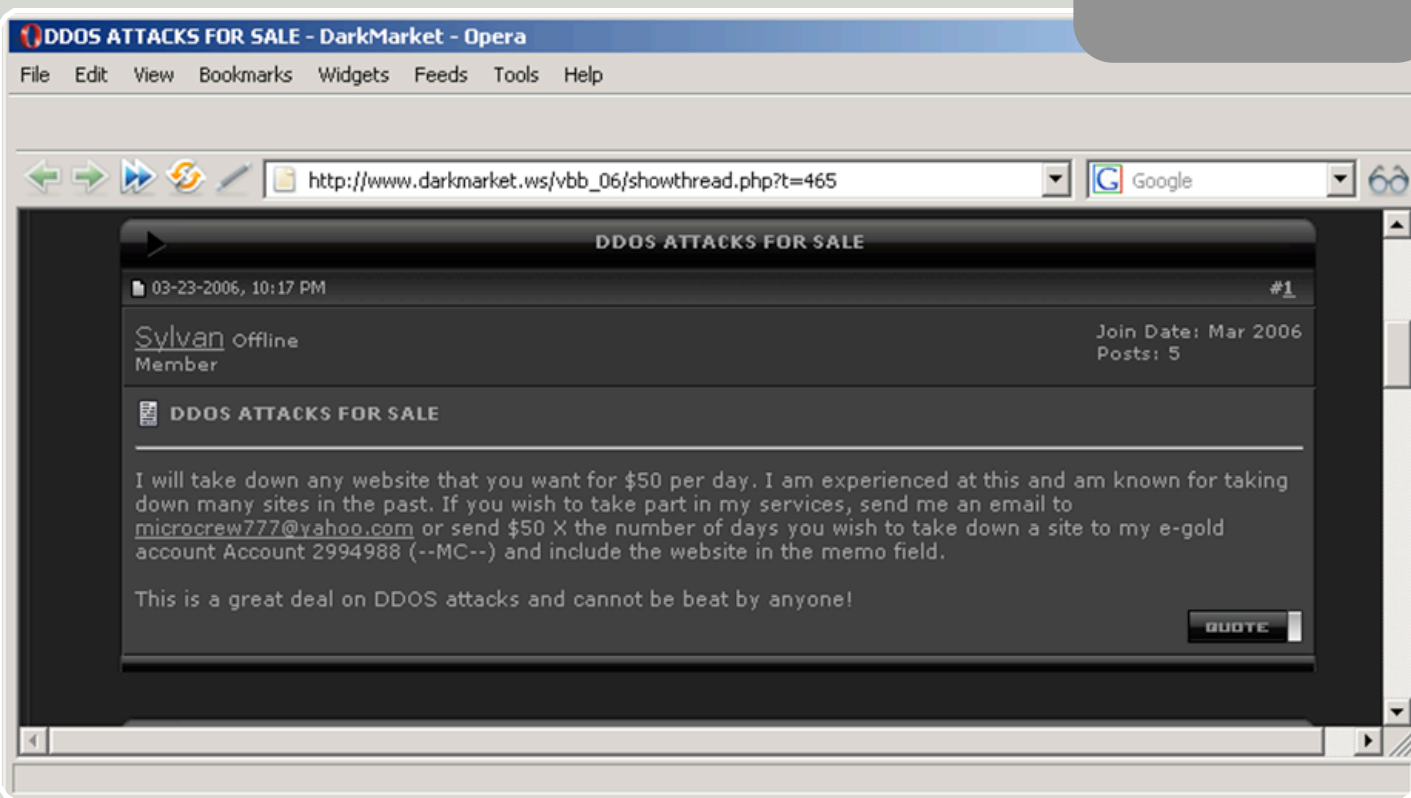 DDOS ATTACKS FOR SALE - DarkMarket - Opera
File Edit View Bookmarks Widgets Feeds Tools Help
http://www.darkmarket.ws/vbb_06/showthread.php?t=465
G Google
DDOS ATTACKS FOR SALE
03-23-2006, 10:17 PM #1
Sylvan Offline
Member
Join Date: Mar 2006
Posts: 5
DDOS ATTACKS FOR SALE
I will take down any website that you want for $50 per day. I am experienced at this and am known for taking
down many sites in the past. If you wish to take part in my services, send me an email to
microcrew777@yahoo.com or send $50 X the number of days you wish to take down a site to my e-gold
account Account 2994988 (--MC--) and include the website in the memo field.
This is a great deal on DDOS attacks and cannot be beat by anyone!
QUOTE